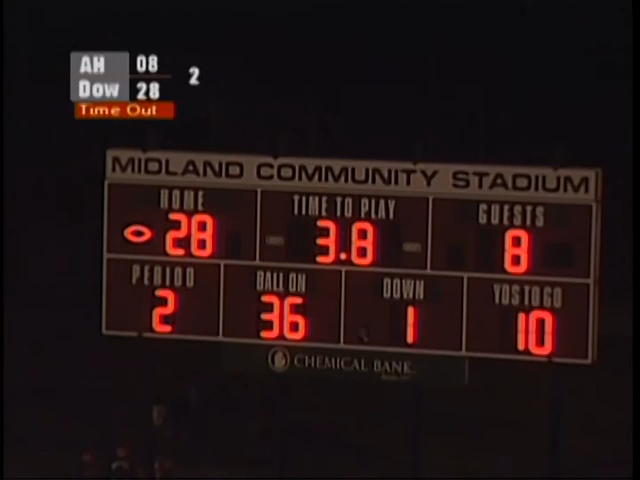 AH 08
Dow 28
2
Time Out
MIDLAND COMMUNITY STADIUM
HOME TIME TO PLAY GUESTS
28 3.8 8
PERIOD BALL ON DOWN YDS TO GO
2 36 1 10
CHEMICAL BANK